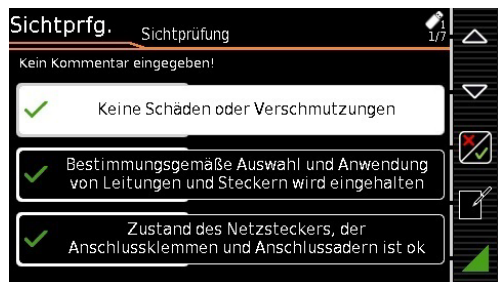 Sichtprfg.
Sichtprüfung
1
1/7
Kein Kommentar eingegeben!
Keine Schäden oder Verschmutzungen
Bestimmungsgemäße Auswahl und Anwendung
von Leitungen und Steckern wird eingehalten
Zustand des Netzsteckers, der
Anschlussklemmen und Anschlussadern ist ok